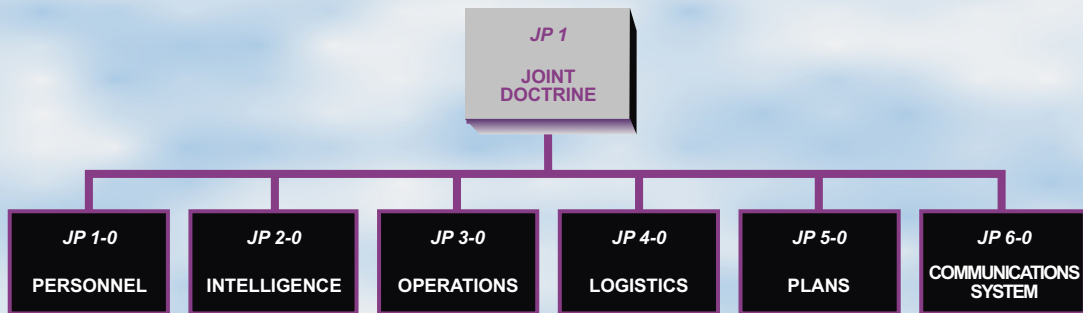 JP 1
JOINT
DOCTRINE
JP 1-0
PERSONNEL
JP 2-0
INTELLIGENCE
JP 3-0
OPERATIONS
JP 4-0
LOGISTICS
JP 5-0
PLANS
JP 6-0
COMMUNICATIONS
SYSTEM